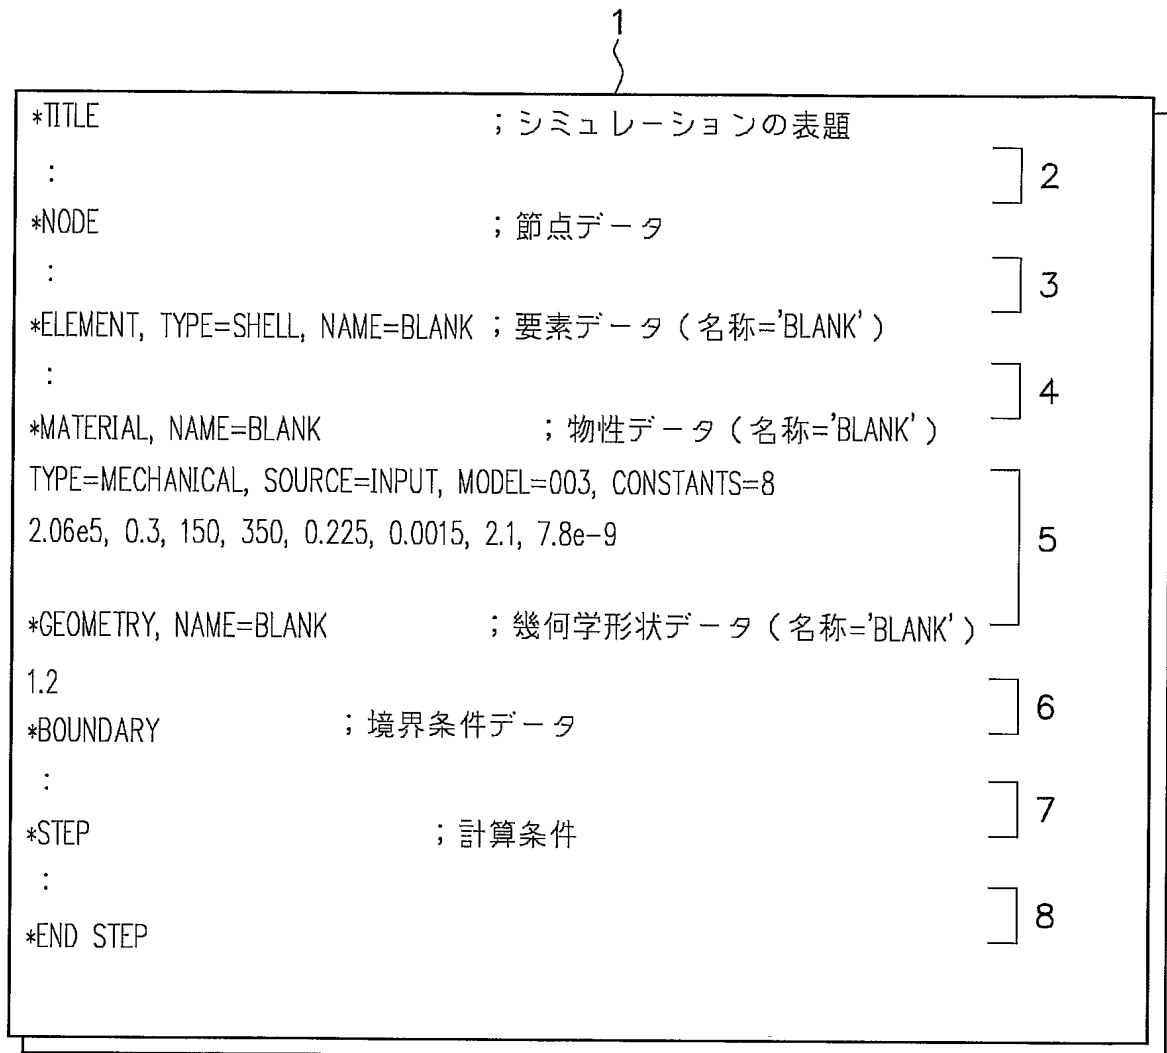 1
*TITLE ;シミュレーションの表題
:
2
*NODE ;節点データ
:
3
*ELEMENT, TYPE=SHELL, NAME=BLANK ;要素データ(名称='BLANK')
:
4
*MATERIAL, NAME=BLANK ;物性データ(名称='BLANK')
TYPE=MECHANICAL, SOURCE=INPUT, MODEL=003, CONSTANTS=8
2.06e5, 0.3, 150, 350, 0.225, 0.0015, 2.1, 7.8e-9
5
*GEOMETRY, NAME=BLANK ;幾何学形状データ(名称='BLANK')
1.2
6
*BOUNDARY ;境界条件データ
:
7
*STEP ;計算条件
:
8
*END STEP